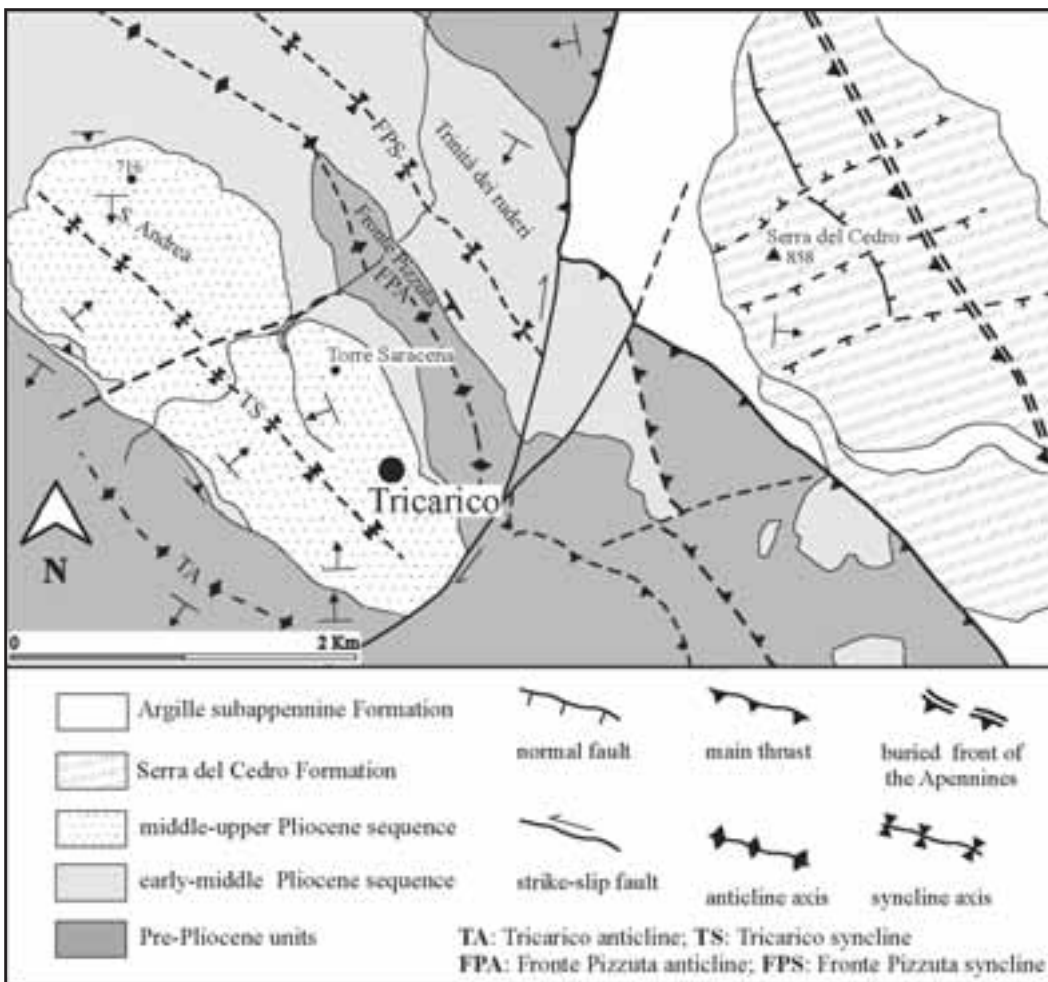 716
S. Andrea
FPS
Trinità dei ruderi
Fronte Pizzuta
FPA
Serra del Cedro
858
Torre Saracena
TS
Tricarico
N
TA
0 2 Km
Argille subappennine Formation
Serra del Cedro Formation
middle-upper Pliocene sequence
early-middle Pliocene sequence
Pre-Pliocene units
normal fault
main thrust
buried front of
the Apennines
strike-slip fault
anticline axis
syncline axis
TA: Tricarico anticline; TS: Tricarico syncline
FPA: Fronte Pizzuta anticline; FPS: Fronte Pizzuta syncline